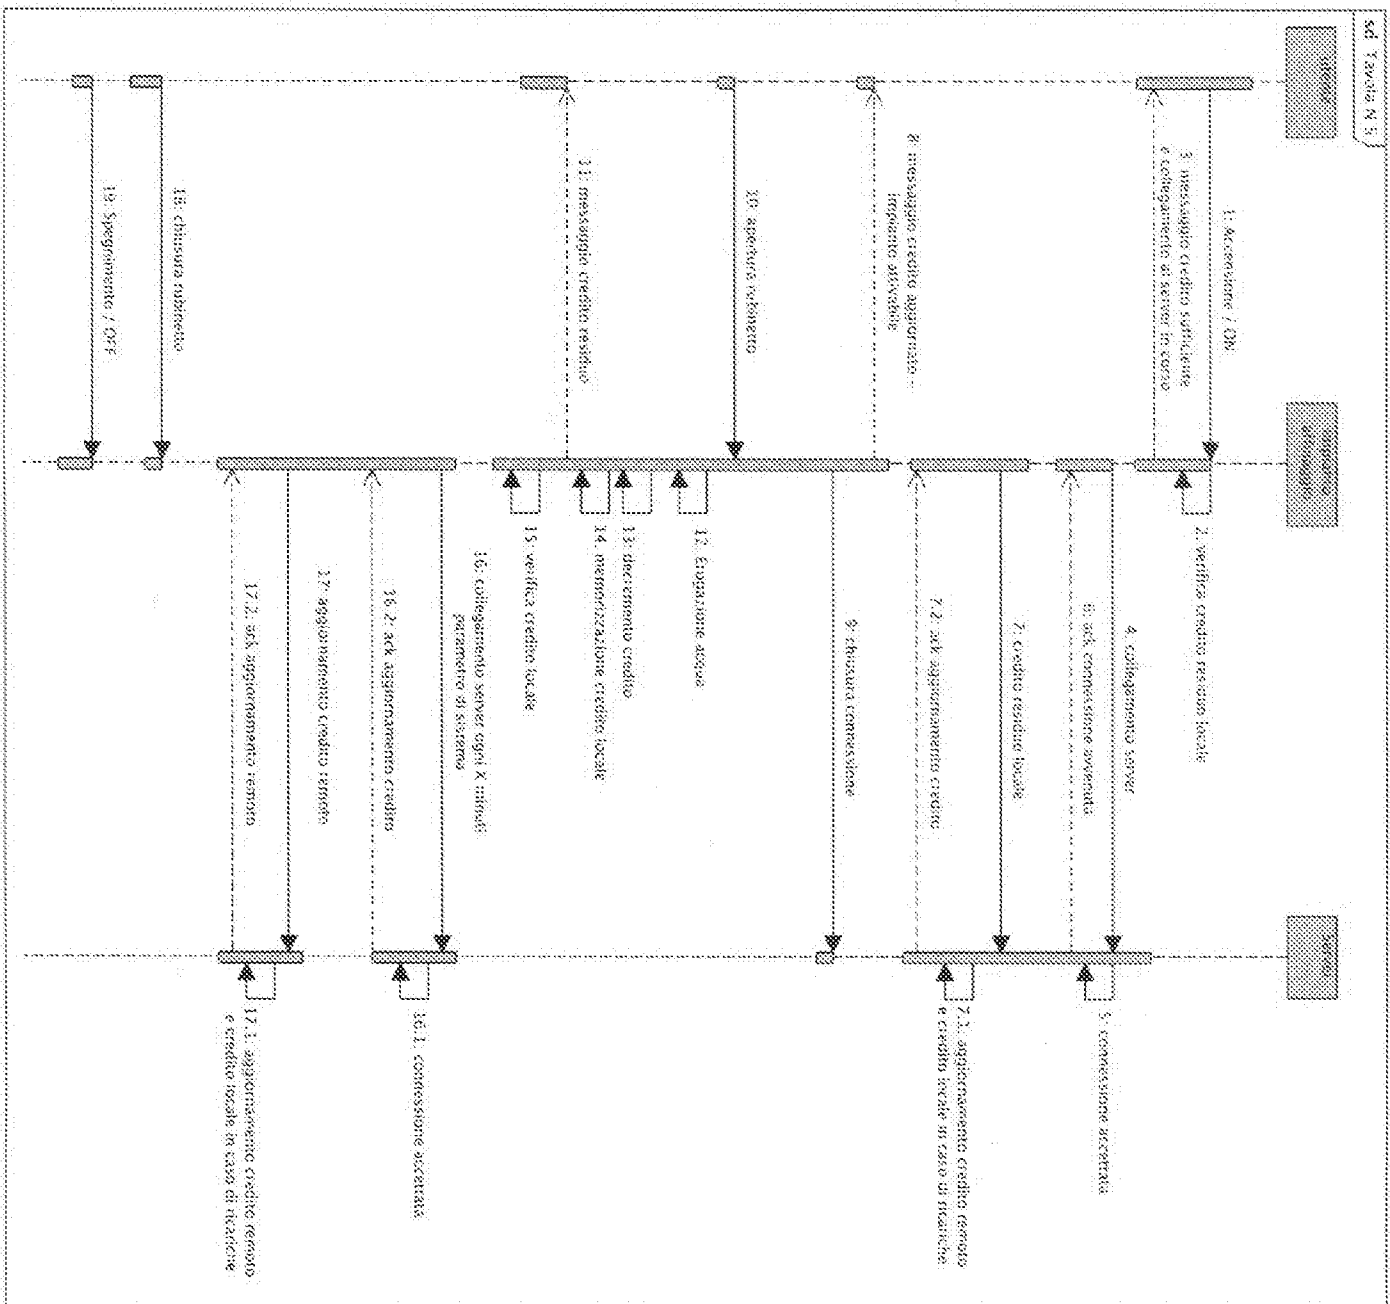 sd Tavola N 5
1: Accensione / ON
2: verifica credito residuo locale
3: messaggio credito sufficiente
e collegamento ai server in corso
4: collegamento server
5: connessione accettata
6: ack connessione avvenuta
7: credito residuo locale
7.1: aggiornamento credito remoto
e credito locale in caso di ricariche
7.2: ack aggiornamento credito
8: messaggio credito aggiornato -
impianto attivabile
9: chiusura connessione
10: apertura rubinetto
11: messaggio credito residuo
12: Erogazione acqua
13: decremento credito
14: memorizzazione credito locale
15: verifica credito locale
16: collegamento server ogni X minuti
parametro di sistema
16.1: connessione accettata
16.2: ack aggiornamento credito
17: aggiornamento credito remoto
17.1: aggiornamento credito remoto
e credito locale in caso di ricariche
17.2: ack aggiornamento remoto
18: chiusura rubinetto
19: Spegnimento / OFF